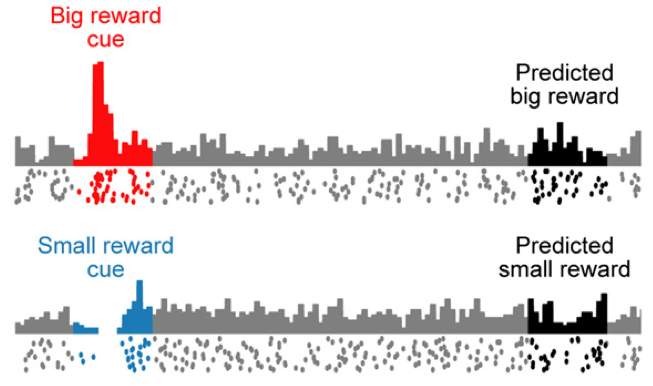 Big reward
cue
Predicted
big reward
Small reward
cue
Predicted
small reward